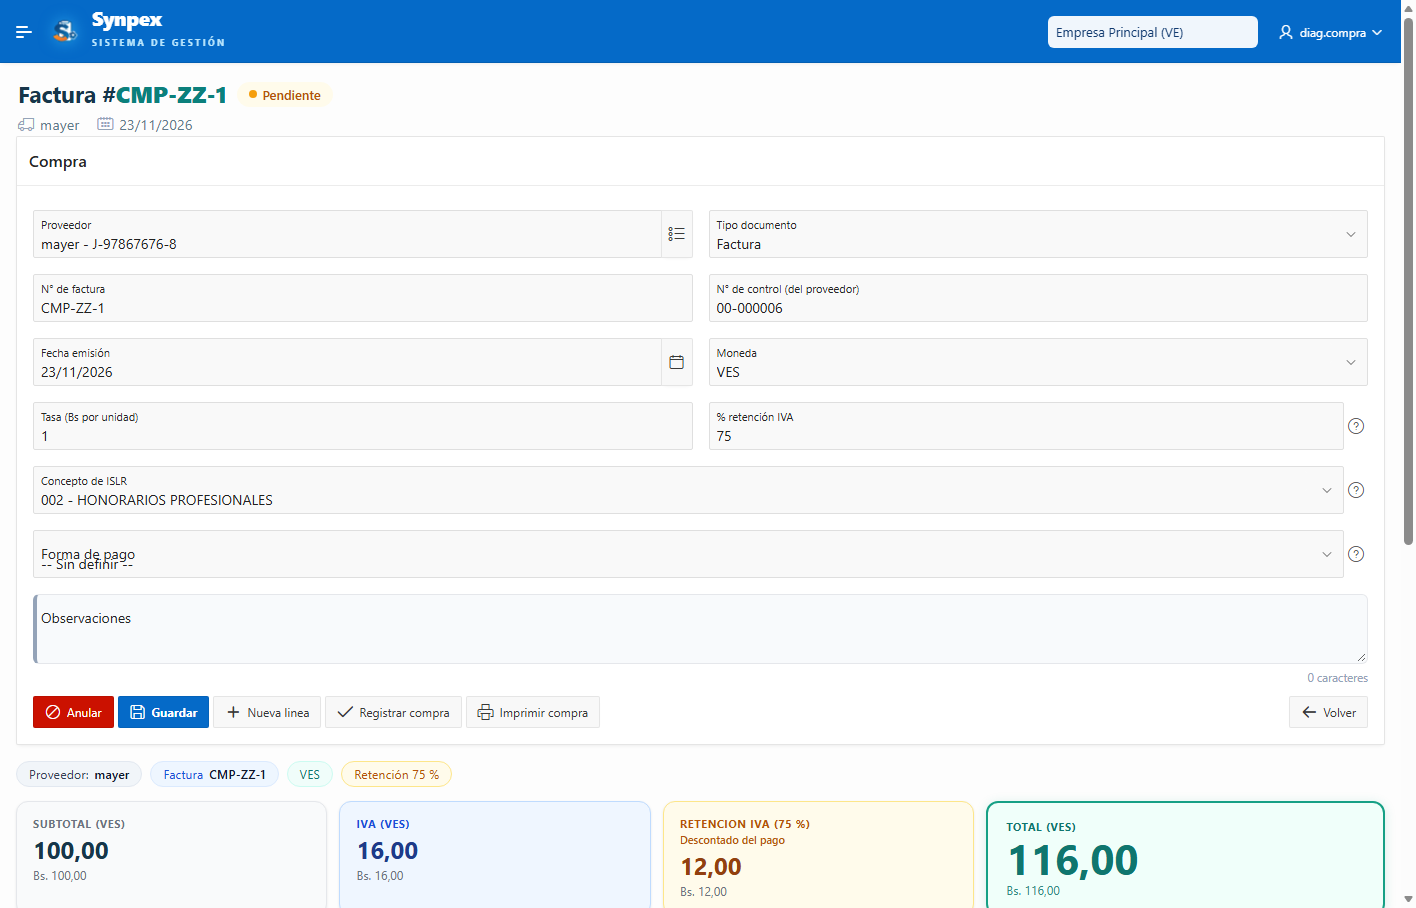 Synpex
SISTEMA DE GESTIÓN
Empresa Principal (VE)
diag.compra
Factura #CMP-ZZ-1
Pendiente
mayer
23/11/2026
Compra
Proveedor
mayer - J-97867676-8
Tipo documento
Factura
N° de factura
CMP-ZZ-1
N° de control (del proveedor)
00-000006
Fecha emisión
23/11/2026
Moneda
VES
Tasa (Bs por unidad)
1
% retención IVA
75
Concepto de ISLR
002 - HONORARIOS PROFESIONALES
Forma de pago
-- Sin definir --
Observaciones
0 caracteres
Anular
Guardar
Nueva linea
Registrar compra
Imprimir compra
Volver
Proveedor: mayer
Factura CMP-ZZ-1
VES
Retención 75 %
SUBTOTAL (VES)
100,00
Bs. 100,00
IVA (VES)
16,00
Bs. 16,00
RETENCION IVA (75 %)
Descontado del pago
12,00
Bs. 12,00
TOTAL (VES)
116,00
Bs. 116,00